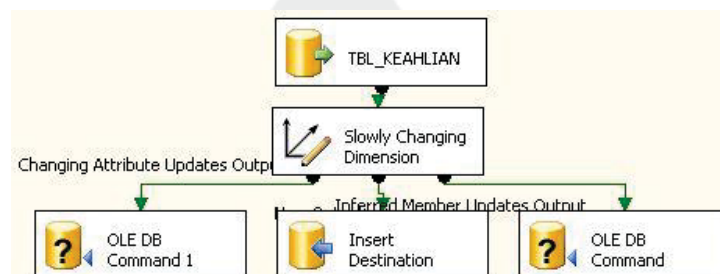 TBL_KEAHLIAN
Slowly Changing
Dimension
Changing Attribute Updates Outp
Inferred Member Updates Output
OLE DB
Command 1
Insert
Destination
OLE DB
Command